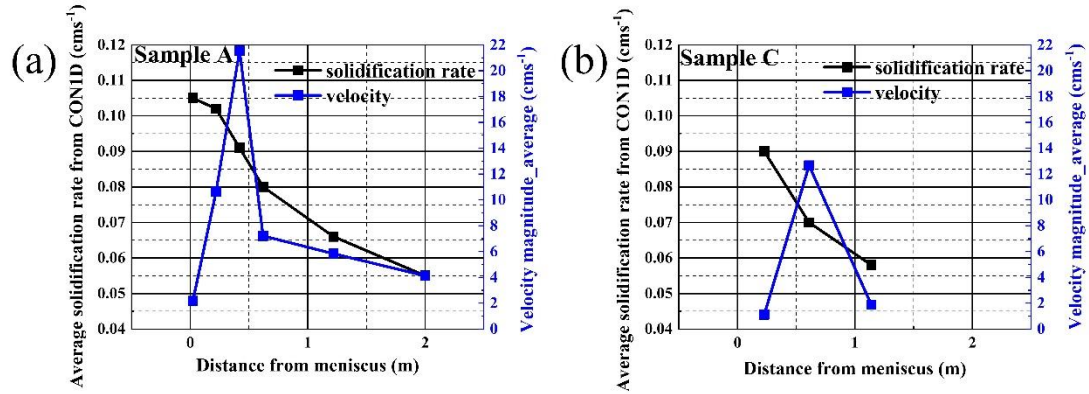 (a)
Sample A
solidification rate
velocity
Average solidification rate from CON1D (cms⁻¹)
0.12
0.11
0.10
0.09
0.08
0.07
0.06
0.05
0.04
22
20
18
16
14
12
10
8
6
4
2
0
Velocity magnitude_average (cms⁻¹)
0 1 2
Distance from meniscus (m)
(b)
Sample C
solidification rate
velocity
Average solidification rate from CON1D (cms⁻¹)
0.12
0.11
0.10
0.09
0.08
0.07
0.06
0.05
0.04
22
20
18
16
14
12
10
8
6
4
2
0
Velocity magnitude_average (cms⁻¹)
0 1 2
Distance from meniscus (m)